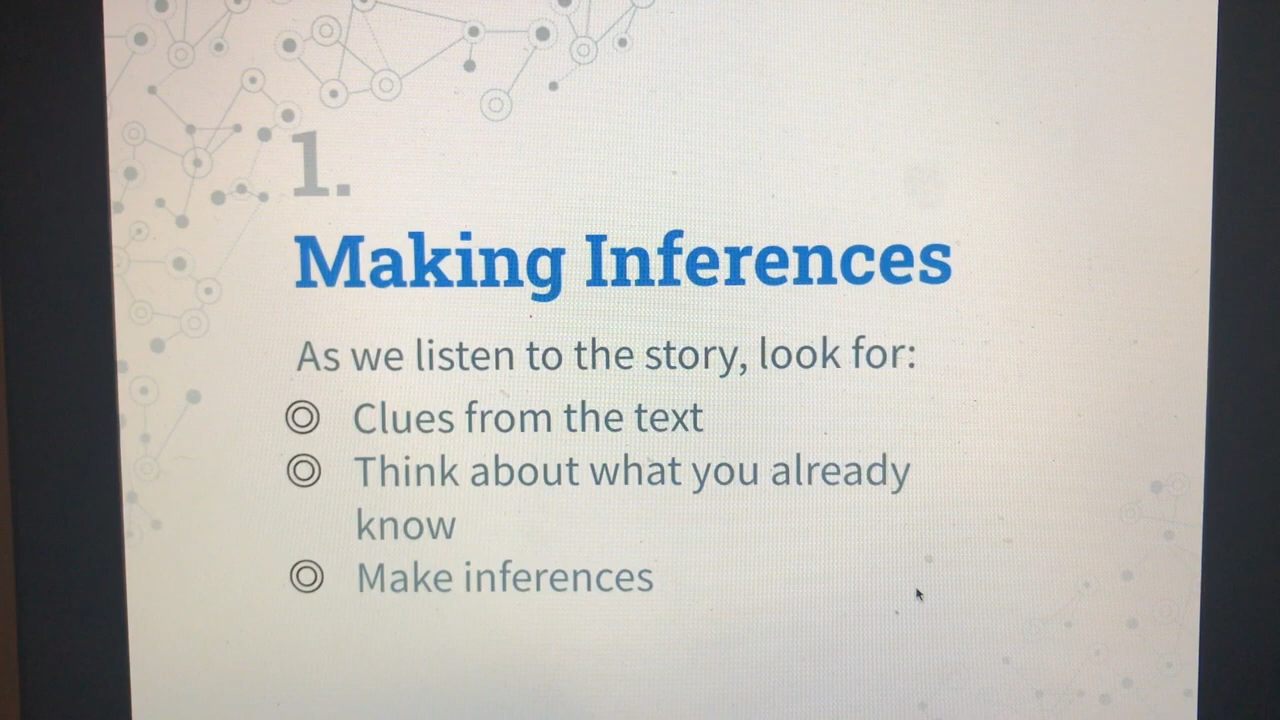 1.
Making Inferences
As we listen to the story, look for:
Clues from the text
Think about what you already
know
Make inferences